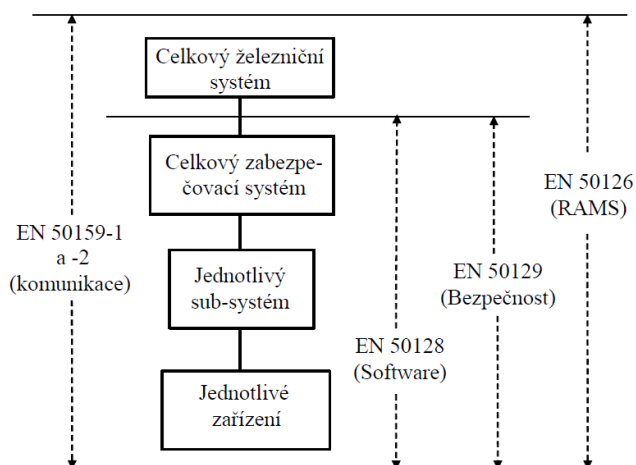 Celkový železniční
systém
Celkový zabezpe-
čovací systém
Jednotlivý
sub-systém
Jednotlivé
zařízení
EN 50159-1
a -2
(komunikace)
EN 50128
(Software)
EN 50129
(Bezpečnost)
EN 50126
(RAMS)